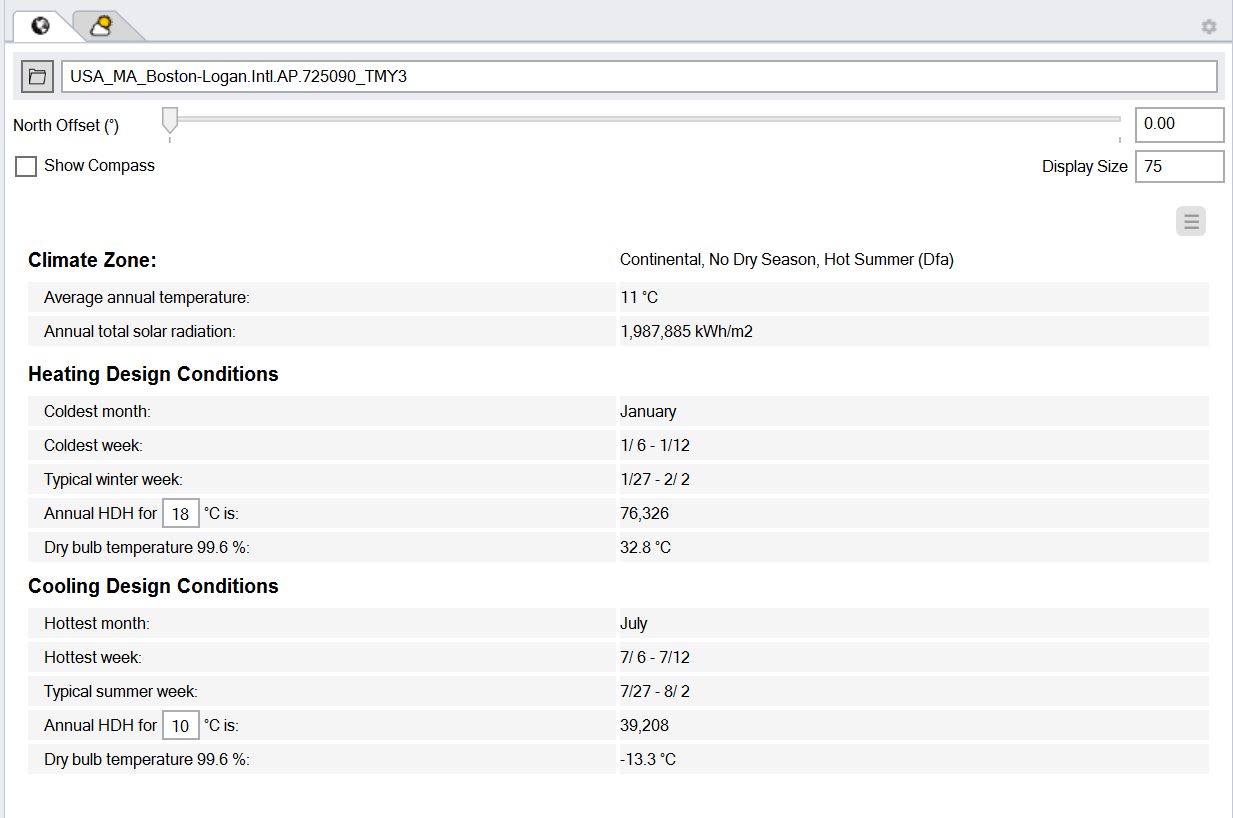 USA_MA_Boston-Logan.Intl.AP.725090_TMY3
North Offset (°) 0.00
Show Compass Display Size 75
Climate Zone: Continental, No Dry Season, Hot Summer (Dfa)
Average annual temperature: 11 °C
Annual total solar radiation: 1,987,885 kWh/m2
Heating Design Conditions
Coldest month: January
Coldest week: 1/ 6 - 1/12
Typical winter week: 1/27 - 2/ 2
Annual HDH for 18 °C is: 76,326
Dry bulb temperature 99.6 %: 32.8 °C
Cooling Design Conditions
Hottest month: July
Hottest week: 7/ 6 - 7/12
Typical summer week: 7/27 - 8/ 2
Annual HDH for 10 °C is: 39,208
Dry bulb temperature 99.6 %: -13.3 °C